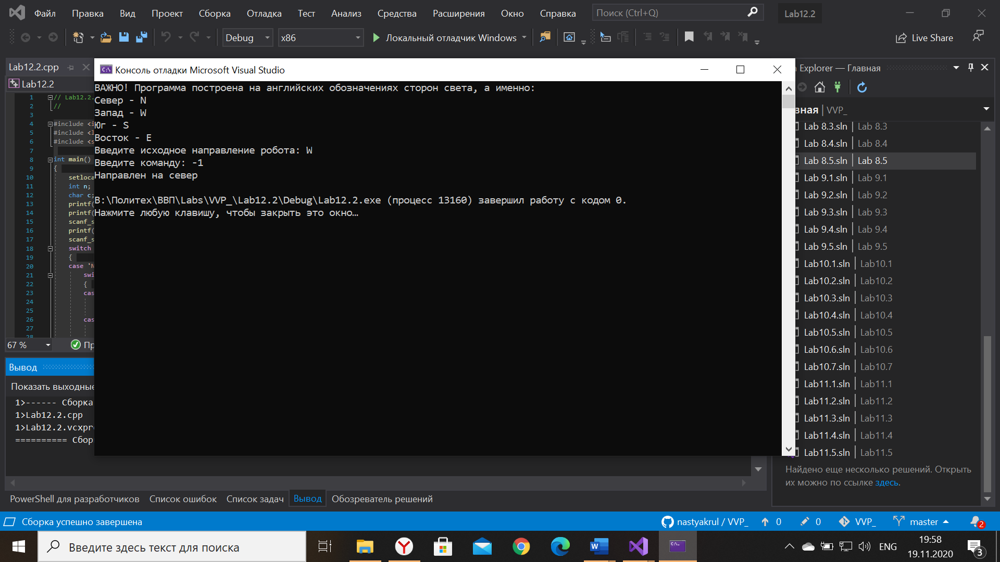 Файл Правка Вид Проект Сборка Отладка Тест Анализ Средства Расширения Окно Справка Поиск (Ctrl+Q) Lab12.2
Debug x86 Локальный отладчик Windows Live Share
Lab12.2.cpp
Lab12.2
1 // Lab12.2.
2 //
3
4 #include <i
5 #include <l
6 #include <s
7
8 int main()
9 {
10 setloca
11 int n;
12 char c;
13 printf(
14 printf(
15 scanf_s
16 printf(
17 scanf_s
18 switch
19 {
20 case 'N
21 swi
22 {
23 cas
24
25
26 cas
27
28
67 % Пр
Консоль отладки Microsoft Visual Studio
ВАЖНО! Программа построена на английских обозначениях сторон света, а именно:
Север - N
Запад - W
Юг - S
Восток - E
Введите исходное направление робота: W
Введите команду: -1
Направлен на север
B:\Политех\ВВП\Labs\VVP_\Lab12.2\Debug\Lab12.2.exe (процесс 13160) завершил работу с кодом 0.
Нажмите любую клавишу, чтобы закрыть это окно…
Explorer — Главная
вная | VVP_
Lab 8.3.sln | Lab 8.3
Lab 8.4.sln | Lab 8.4
Lab 8.5.sln | Lab 8.5
Lab 9.1.sln | Lab 9.1
Lab 9.2.sln | Lab 9.2
Lab 9.3.sln | Lab 9.3
Lab 9.4.sln | Lab 9.4
Lab 9.5.sln | Lab 9.5
Lab10.1.sln | Lab10.1
Lab10.2.sln | Lab10.2
Lab10.3.sln | Lab10.3
Lab10.4.sln | Lab10.4
Lab10.5.sln | Lab10.5
Lab10.6.sln | Lab10.6
Lab10.7.sln | Lab10.7
Lab11.1.sln | Lab11.1
Lab11.2.sln | Lab11.2
Lab11.3.sln | Lab11.3
Lab11.4.sln | Lab11.4
Lab11.5.sln | Lab11.5
Найдено еще несколько решений. Открыть
их можно по ссылке здесь.
Вывод
Показать выходные
1>------ Сборка
1>Lab12.2.cpp
1>Lab12.2.vcxpr
========== Сбор
PowerShell для разработчиков Список ошибок Список задач Вывод Обозреватель решений
Сборка успешно завершена nastyakrul / VVP_ 0 0 VVP_ master 2
Введите здесь текст для поиска ENG 19:58
19.11.2020 3